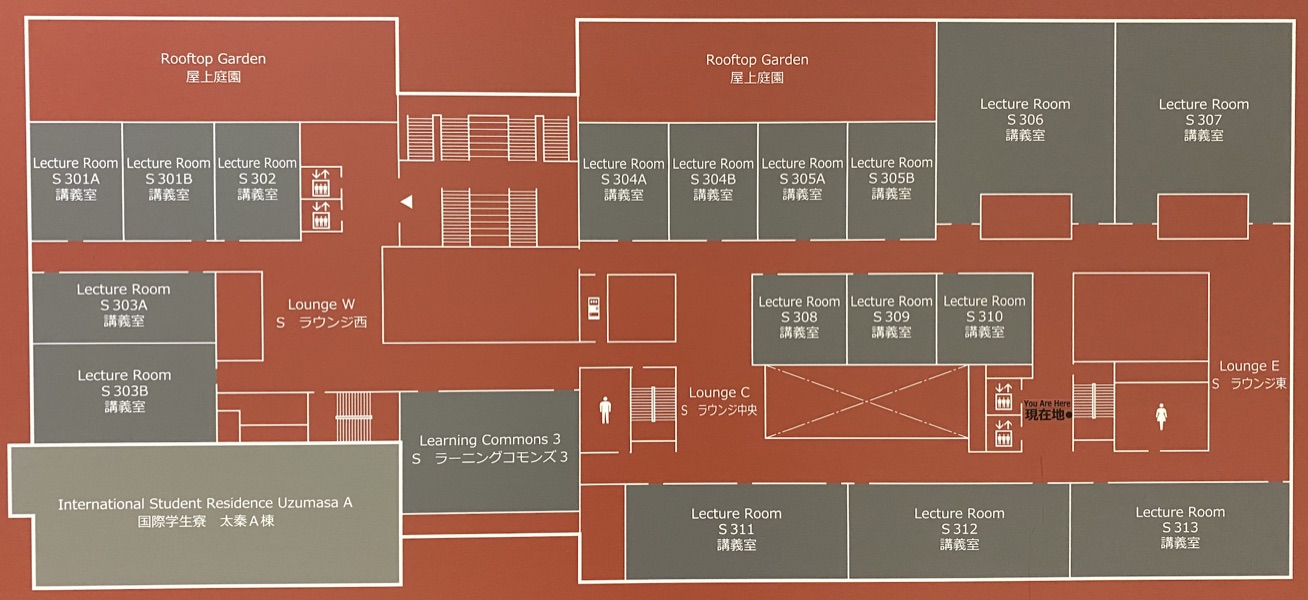 Rooftop Garden
屋上庭園
Rooftop Garden
屋上庭園
Lecture Room
S 306
講義室
Lecture Room
S 307
講義室
Lecture Room
S 301A
講義室
Lecture Room
S 301B
講義室
Lecture Room
S 302
講義室
Lecture Room
S 304A
講義室
Lecture Room
S 304B
講義室
Lecture Room
S 305A
講義室
Lecture Room
S 305B
講義室
Lecture Room
S 303A
講義室
Lounge W
S ラウンジ西
Lecture Room
S 308
講義室
Lecture Room
S 309
講義室
Lecture Room
S 310
講義室
Lecture Room
S 303B
講義室
Lounge C
S ラウンジ中央
You Are Here
現在地
Lounge E
S ラウンジ東
Learning Commons 3
S ラーニングコモンズ 3
International Student Residence Uzumasa A
国際学生寮 太秦A棟
Lecture Room
S 311
講義室
Lecture Room
S 312
講義室
Lecture Room
S 313
講義室